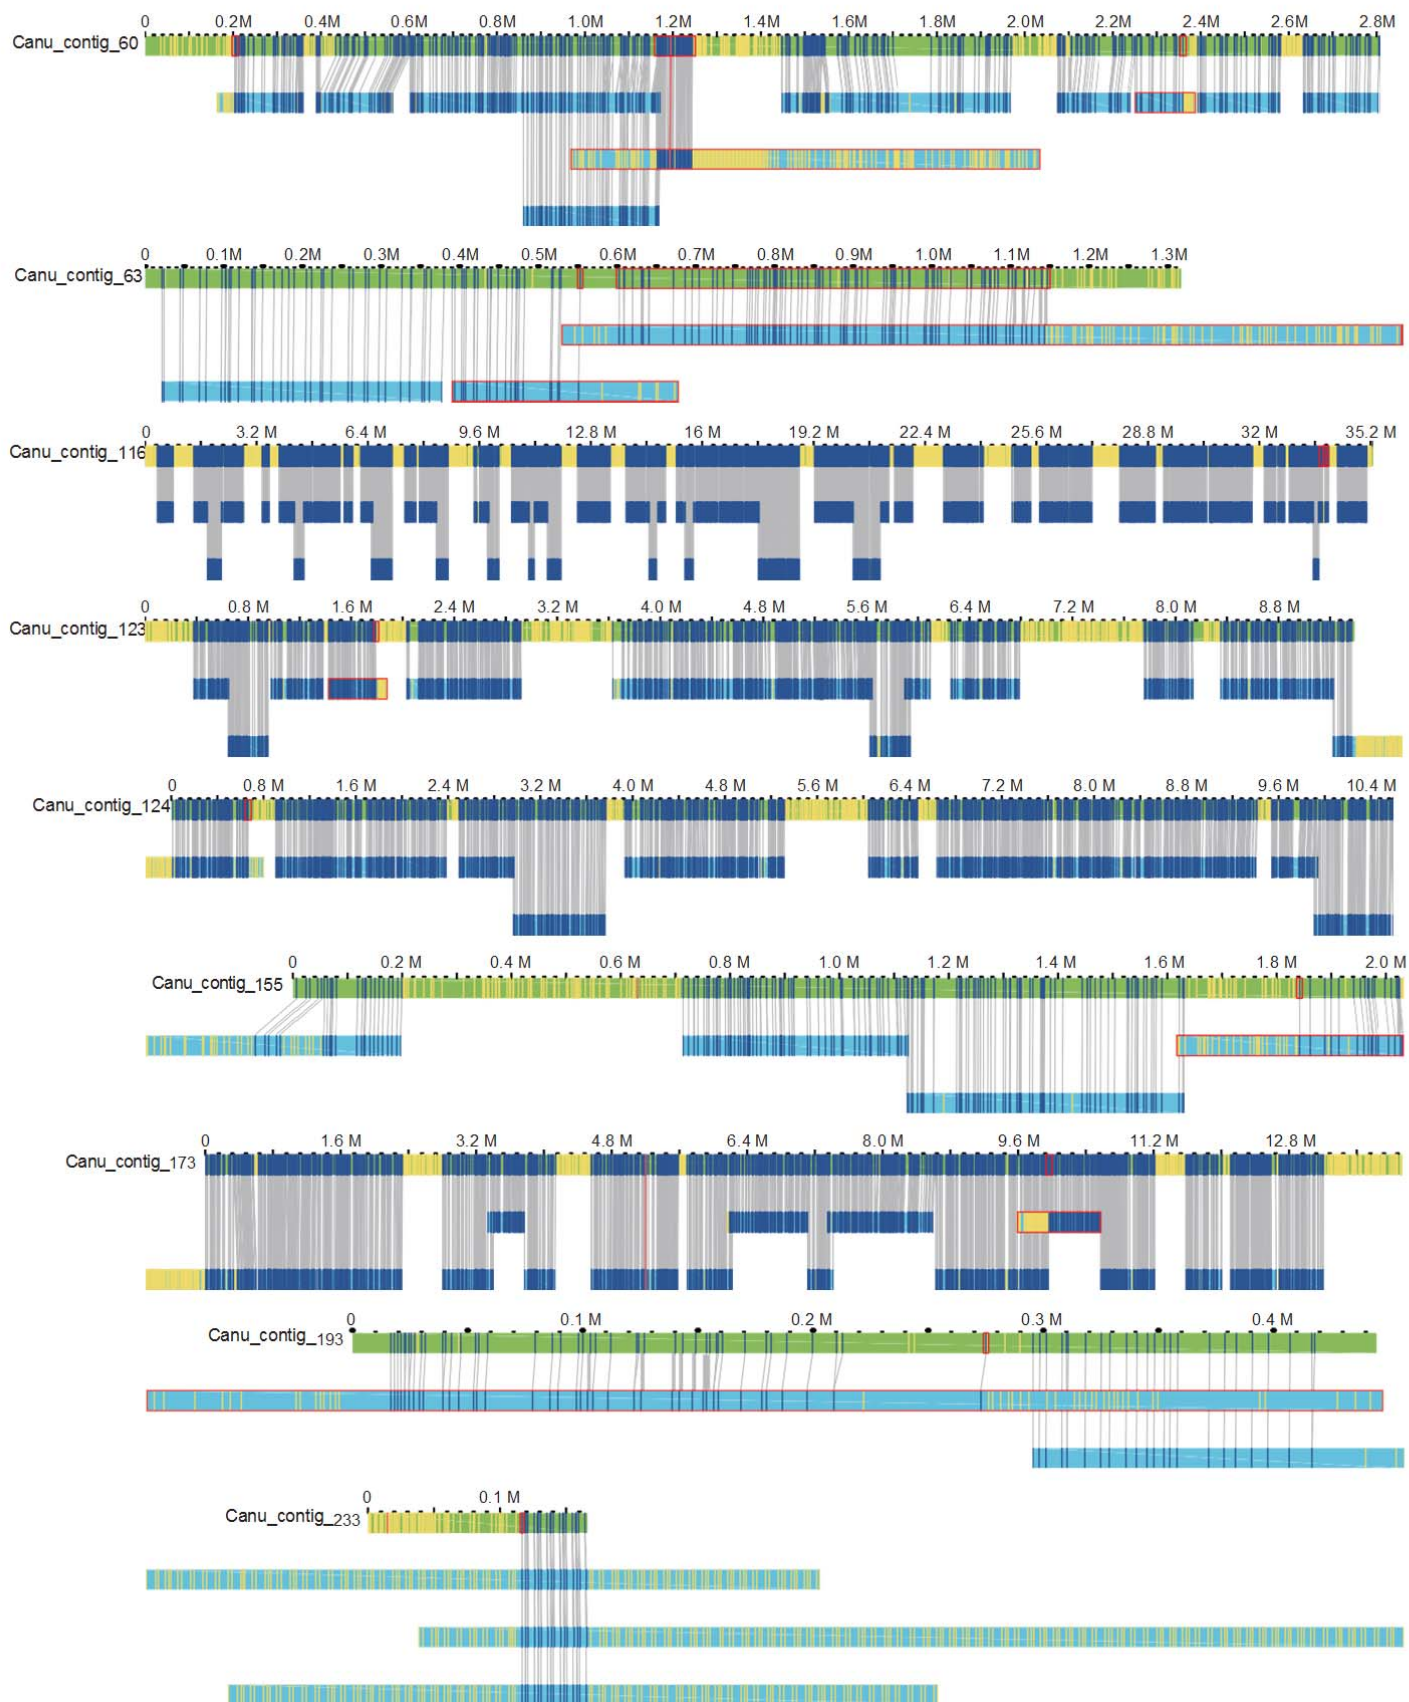 0 0.2M 0.4M 0.6M 0.8M 1.0M 1.2M 1.4M 1.6M 1.8M 2.0M 2.2M 2.4M 2.6M 2.8M
Canu_contig_60
0 0.1M 0.2M 0.3M 0.4M 0.5M 0.6M 0.7M 0.8M 0.9M 1.0M 1.1M 1.2M 1.3M
Canu_contig_63
0 3.2 M 6.4 M 9.6 M 12.8 M 16 M 19.2 M 22.4 M 25.6 M 28.8 M 32 M 35.2 M
Canu_contig_116
0 0.8 M 1.6 M 2.4 M 3.2 M 4.0 M 4.8 M 5.6 M 6.4 M 7.2 M 8.0 M 8.8 M
Canu_contig_123
0 0.8 M 1.6 M 2.4 M 3.2 M 4.0 M 4.8 M 5.6 M 6.4 M 7.2 M 8.0 M 8.8 M 9.6 M 10.4 M
Canu_contig_124
0 0.2 M 0.4 M 0.6 M 0.8 M 1.0 M 1.2 M 1.4 M 1.6 M 1.8 M 2.0 M
Canu_contig_155
0 1.6 M 3.2 M 4.8 M 6.4 M 8.0 M 9.6 M 11.2 M 12.8 M
Canu_contig_173
0 0.1 M 0.2 M 0.3 M 0.4 M
Canu_contig_193
0 0.1 M
Canu_contig_233